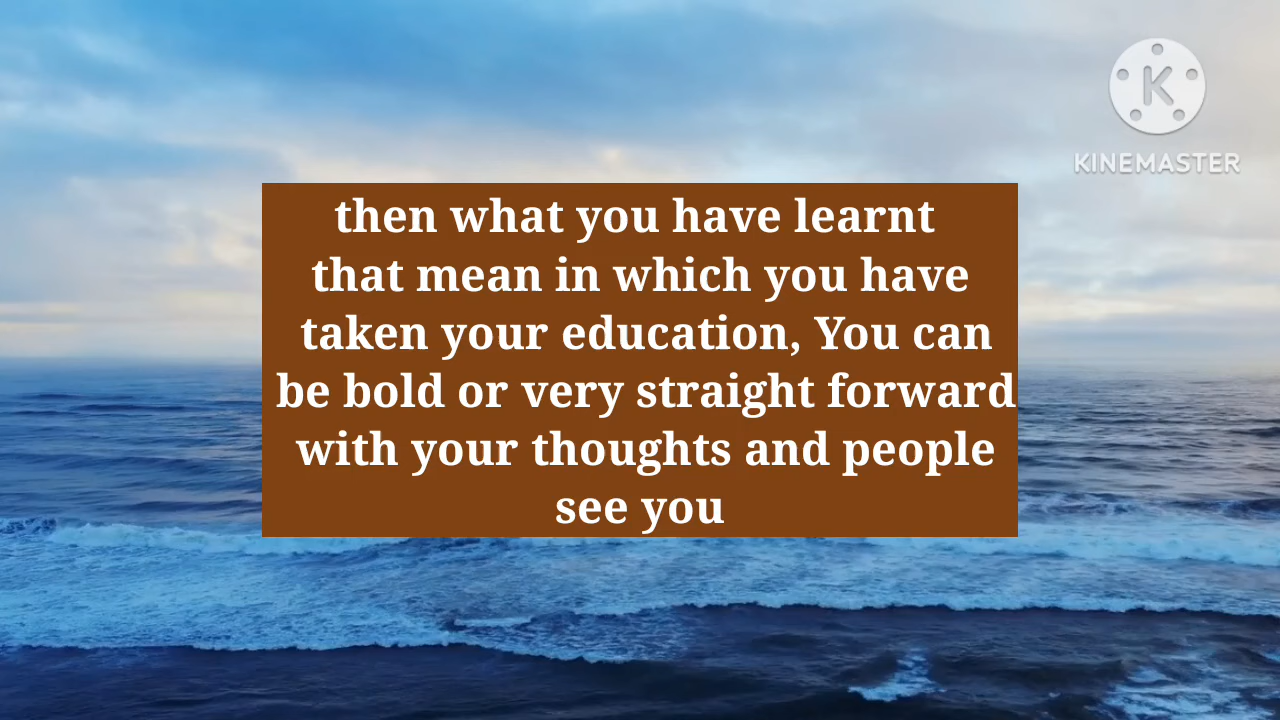 K
KINEMASTER
then what you have learnt
that mean in which you have
taken your education, You can
be bold or very straight forward
with your thoughts and people
see you